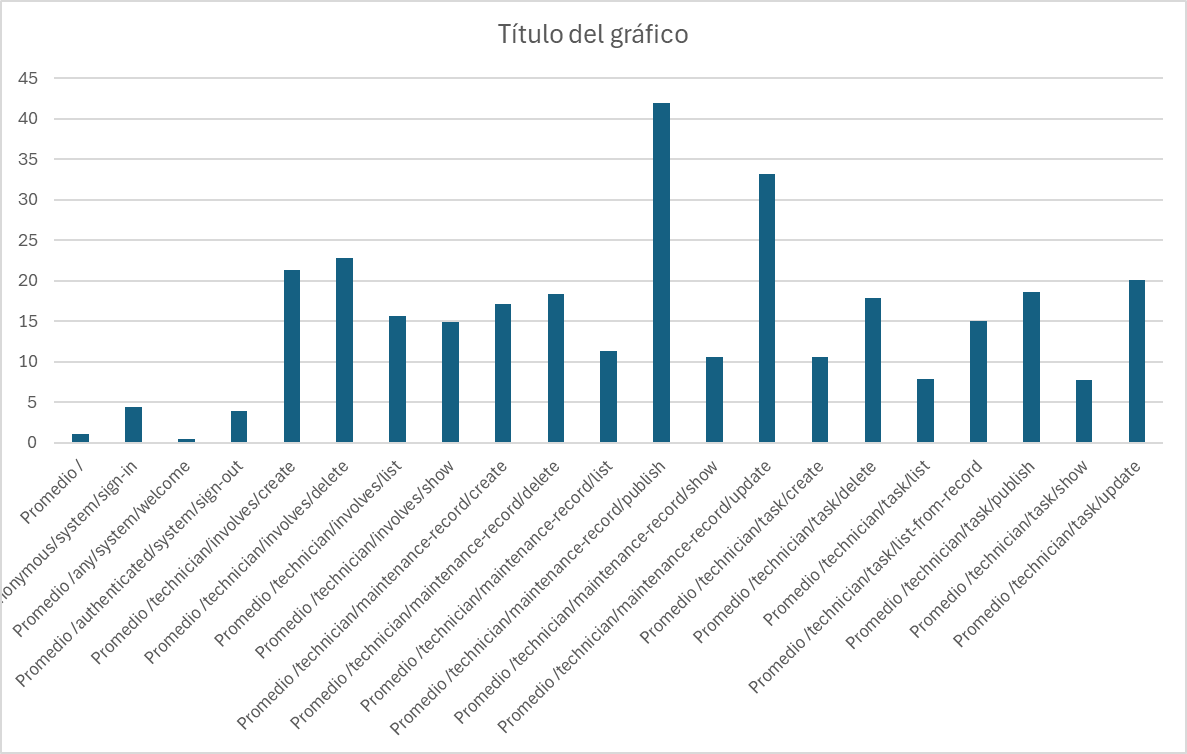 Título del gráfico
45
40
35
30
25
20
15
10
5
0
Promedio /
onymous/system/sign-in
Promedio /any/system/welcome
Promedio /authenticated/system/sign-out
Promedio /technician/involves/create
Promedio /technician/involves/delete
Promedio /technician/involves/list
Promedio /technician/involves/show
Promedio /technician/maintenance-record/create
Promedio /technician/maintenance-record/delete
Promedio /technician/maintenance-record/list
Promedio /technician/maintenance-record/publish
Promedio /technician/maintenance-record/show
Promedio /technician/maintenance-record/update
Promedio /technician/task/create
Promedio /technician/task/delete
Promedio /technician/task/list
Promedio /technician/task/list-from-record
Promedio /technician/task/publish
Promedio /technician/task/show
Promedio /technician/task/update